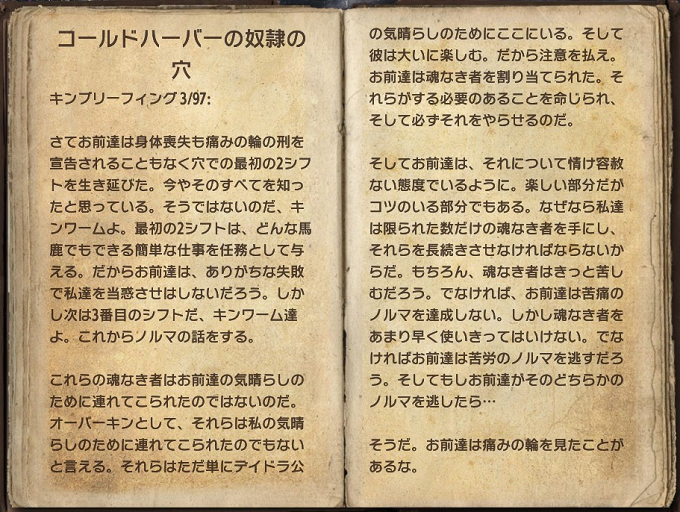 コールドハーバーの奴隷の
穴
キンブリーフィング 3/97:
さてお前達は身体喪失も痛みの輪の刑を
宣告されることもなく穴での最初の2シフ
トを生き延びた。今やそのすべてを知っ
たと思っている。そうではないのだ、キ
ンワームよ。最初の2シフトは、どんな馬
鹿でもできる簡単な仕事を任務として与
える。だからお前達は、ありがちな失敗
で私達を当惑させはしないだろう。しか
し次は3番目のシフトだ、キンワーム達
よ。これからノルマの話をする。
これらの魂なき者はお前達の気晴らしの
ために連れてこられたのではないのだ。
オーバーキンとして、それらは私の気晴
らしのために連れてこられたのでもない
と言える。それらはただ単にデイドラ公
の気晴らしのためにここにいる。そして
彼は大いに楽しむ。だから注意を払え。
お前達は魂なき者を割り当てられた。そ
れらがする必要のあることを命じられ、
そして必ずそれをやらせるのだ。
そしてお前達は、それについて情け容赦
ない態度でいるように。楽しい部分だが
コツのいる部分でもある。なぜなら私達
は限られた数だけの魂なき者を手にし、
それらを長続きさせなければならないか
らだ。もちろん、魂なき者はきっと苦し
むだろう。でなければ、お前達は苦痛の
ノルマを達成しない。しかし魂なき者を
あまり早く使いきってはいけない。でな
ければお前達は苦労のノルマを逃すだろ
う。そしてもしお前達がそのどちらかの
ノルマを逃したら…
そうだ。お前達は痛みの輪を見たことが
あるな。